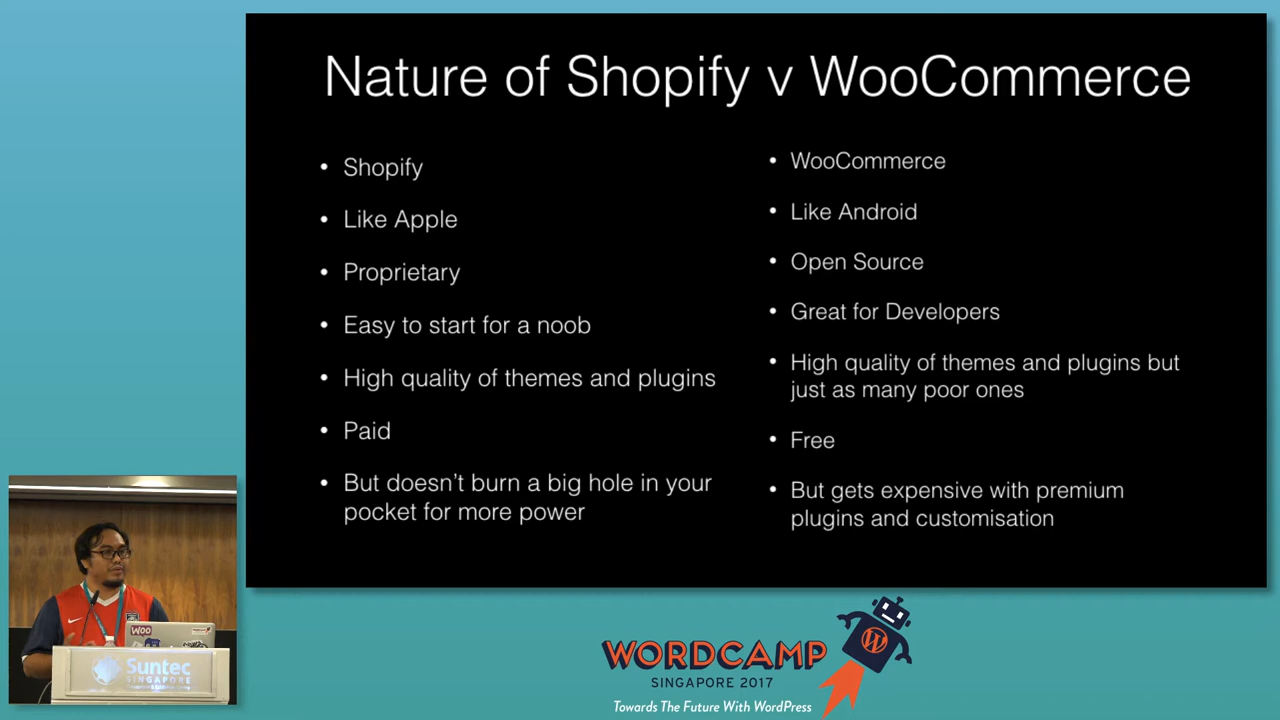 Nature of Shopify v WooCommerce
• Shopify
• Like Apple
• Proprietary
• Easy to start for a noob
• High quality of themes and plugins
• Paid
• But doesn’t burn a big hole in your
pocket for more power
• WooCommerce
• Like Android
• Open Source
• Great for Developers
• High quality of themes and plugins but
just as many poor ones
• Free
• But gets expensive with premium
plugins and customisation
Woo
Suntec
SINGAPORE
WORDCAMP
SINGAPORE 2017
Towards The Future With WordPress